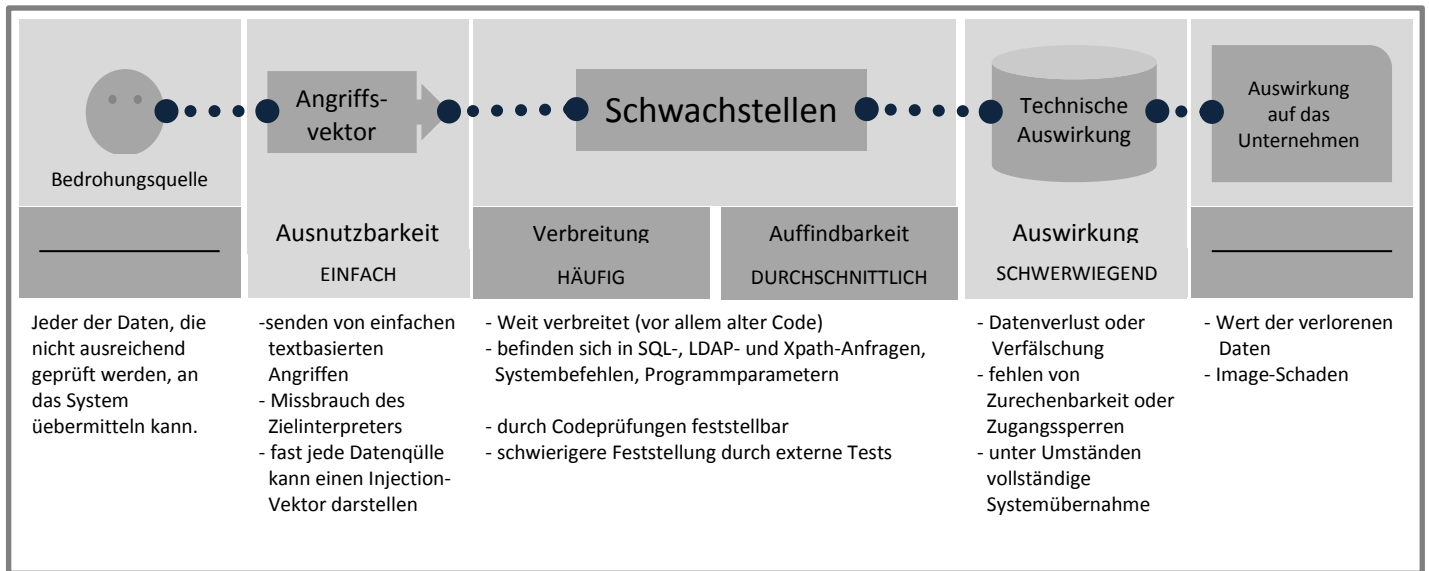 Bedrohungsquelle
Angriffs-
vektor
Schwachstellen
Technische
Auswirkung
Auswirkung
auf das
Unternehmen
Ausnutzbarkeit
EINFACH
Verbreitung
HÄUFIG
Auffindbarkeit
DURCHSCHNITTLICH
Auswirkung
SCHWERWIEGEND
Jeder der Daten, die
nicht ausreichend
geprüft werden, an
das System
üebermitteln kann.
-senden von einfachen
textbasierten
Angriffen
- Missbrauch des
Zielinterpreters
- fast jede Datenqülle
kann einen Injection-
Vektor darstellen
- Weit verbreitet (vor allem alter Code)
- befinden sich in SQL-, LDAP- und Xpath-Anfragen,
Systembefehlen, Programmparametern
- durch Codeprüfungen feststellbar
- schwierigere Feststellung durch externe Tests
- Datenverlust oder
Verfälschung
- fehlen von
Zurechenbarkeit oder
Zugangssperren
- unter Umständen
vollständige
Systemübernahme
- Wert der verlorenen
Daten
- Image-Schaden